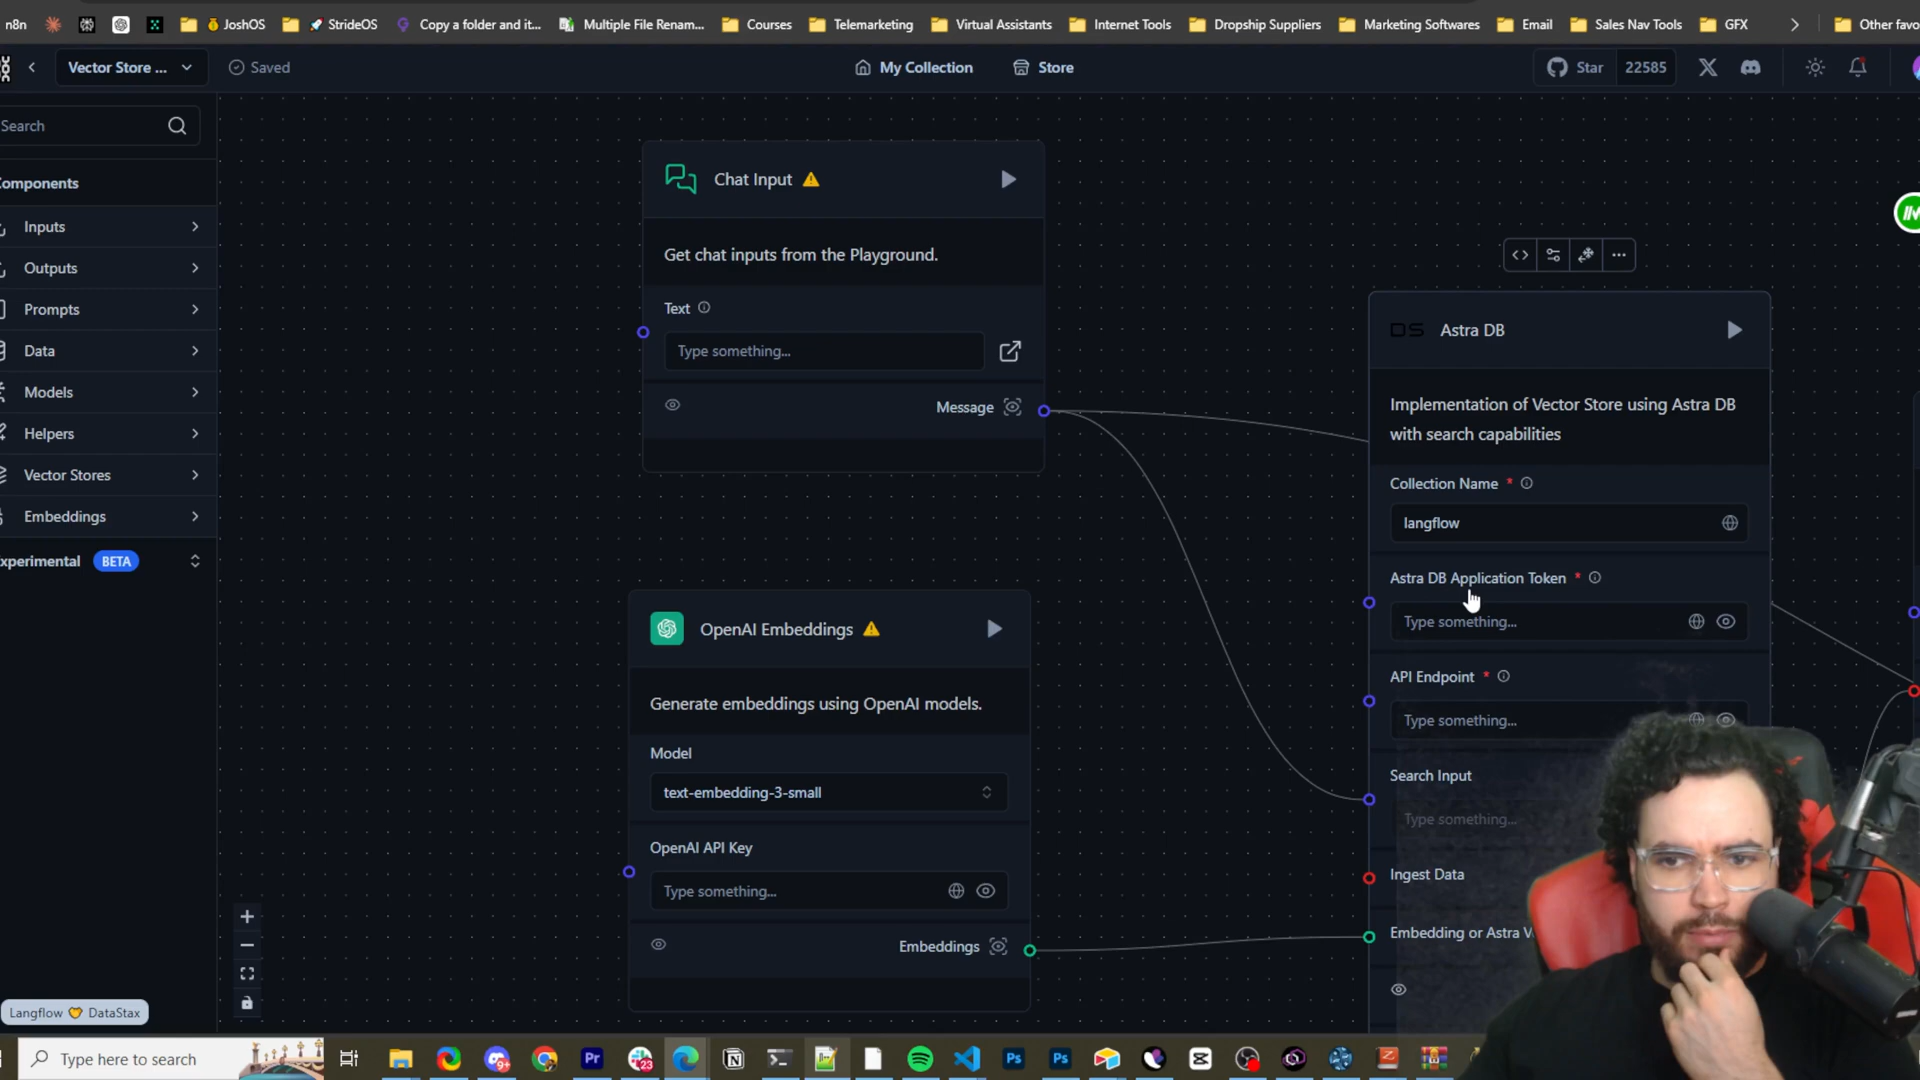 n8n
JoshOS
StrideOS
Copy a folder and it...
Multiple File Renam...
Courses
Telemarketing
Virtual Assistants
Internet Tools
Dropship Suppliers
Marketing Softwares
Email
Sales Nav Tools
GFX
Other favo
Vector Store ...
Saved
My Collection
Store
Star
22585
Search
omponents
Inputs
Outputs
Prompts
Data
Models
Helpers
Vector Stores
Embeddings
xperimental
BETA
Langflow
DataStax
Chat Input
Get chat inputs from the Playground.
Text
Type something...
Message
OpenAI Embeddings
Generate embeddings using OpenAI models.
Model
text-embedding-3-small
OpenAI API Key
Type something...
Embeddings
DS
Astra DB
Implementation of Vector Store using Astra DB
with search capabilities
Collection Name *
langflow
Astra DB Application Token *
Type something...
API Endpoint *
Type something...
Search Input
Type something...
Ingest Data
Embedding or Astra V
Type here to search
9+
Pr
23
Ps
Ps